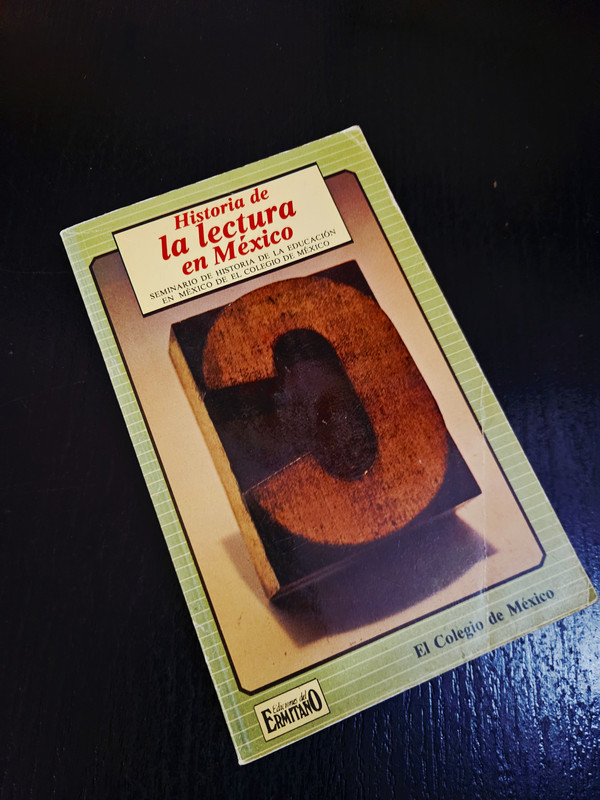 Historia de
la lectura
en México
SEMINARIO DE HISTORIA DE LA EDUCACIÓN
EN MÉXICO DE EL COLEGIO DE MÉXICO
El Colegio de México
Ediciones del
ERMITAÑO